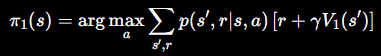 π₁(s) = arg max_a ∑_{s',r} p(s', r|s, a) [r + γV₁(s')]